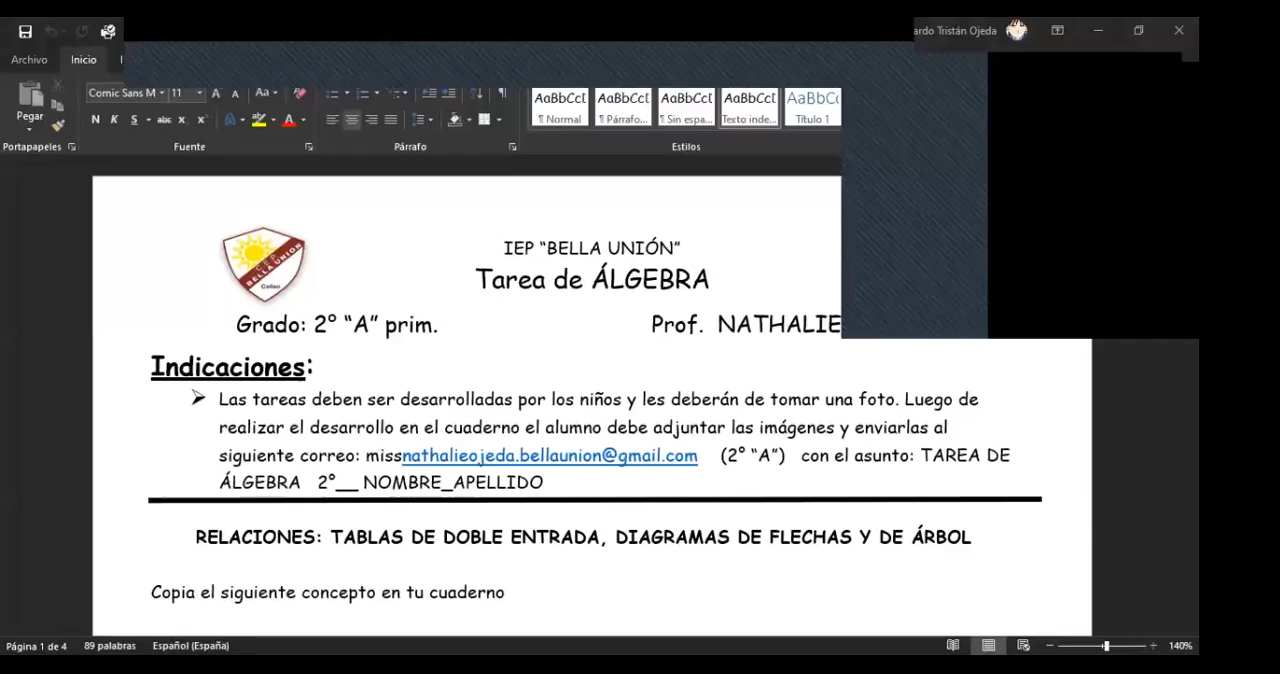 ardo Tristán Ojeda
Archivo Inicio
Pegar
Comic Sans M 11 Aa
N K S abc x x A
AaBbCcI AaBbCcI AaBbCcI AaBbCcI AaBbCc
¶ Normal ¶ Párrafo... ¶ Sin espa... Texto inde... Título 1
Portapapeles Fuente Párrafo Estilos
C.E.P.
BELLA UNION
Callao
IEP “BELLA UNIÓN”
Tarea de ÁLGEBRA
Grado: 2° “A” prim. Prof. NATHALIE
Indicaciones:
➢ Las tareas deben ser desarrolladas por los niños y les deberán de tomar una foto. Luego de
realizar el desarrollo en el cuaderno el alumno debe adjuntar las imágenes y enviarlas al
siguiente correo: missnathalieojeda.bellaunion@gmail.com (2° “A”) con el asunto: TAREA DE
ÁLGEBRA 2°__ NOMBRE_APELLIDO
RELACIONES: TABLAS DE DOBLE ENTRADA, DIAGRAMAS DE FLECHAS Y DE ÁRBOL
Copia el siguiente concepto en tu cuaderno
Página 1 de 4 89 palabras Español (España) 140%